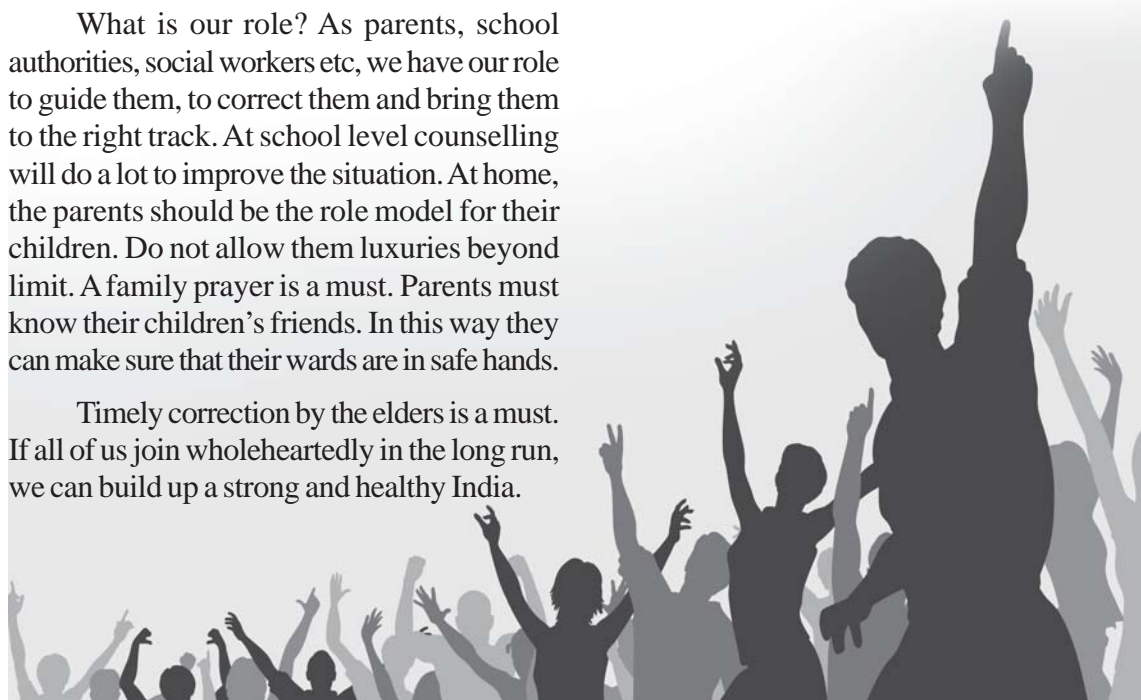 What is our role? As parents, school
authorities, social workers etc, we have our role
to guide them, to correct them and bring them
to the right track. At school level counselling
will do a lot to improve the situation. At home,
the parents should be the role model for their
children. Do not allow them luxuries beyond
limit. A family prayer is a must. Parents must
know their children's friends. In this way they
can make sure that their wards are in safe hands.
Timely correction by the elders is a must.
If all of us join wholeheartedly in the long run,
we can build up a strong and healthy India.